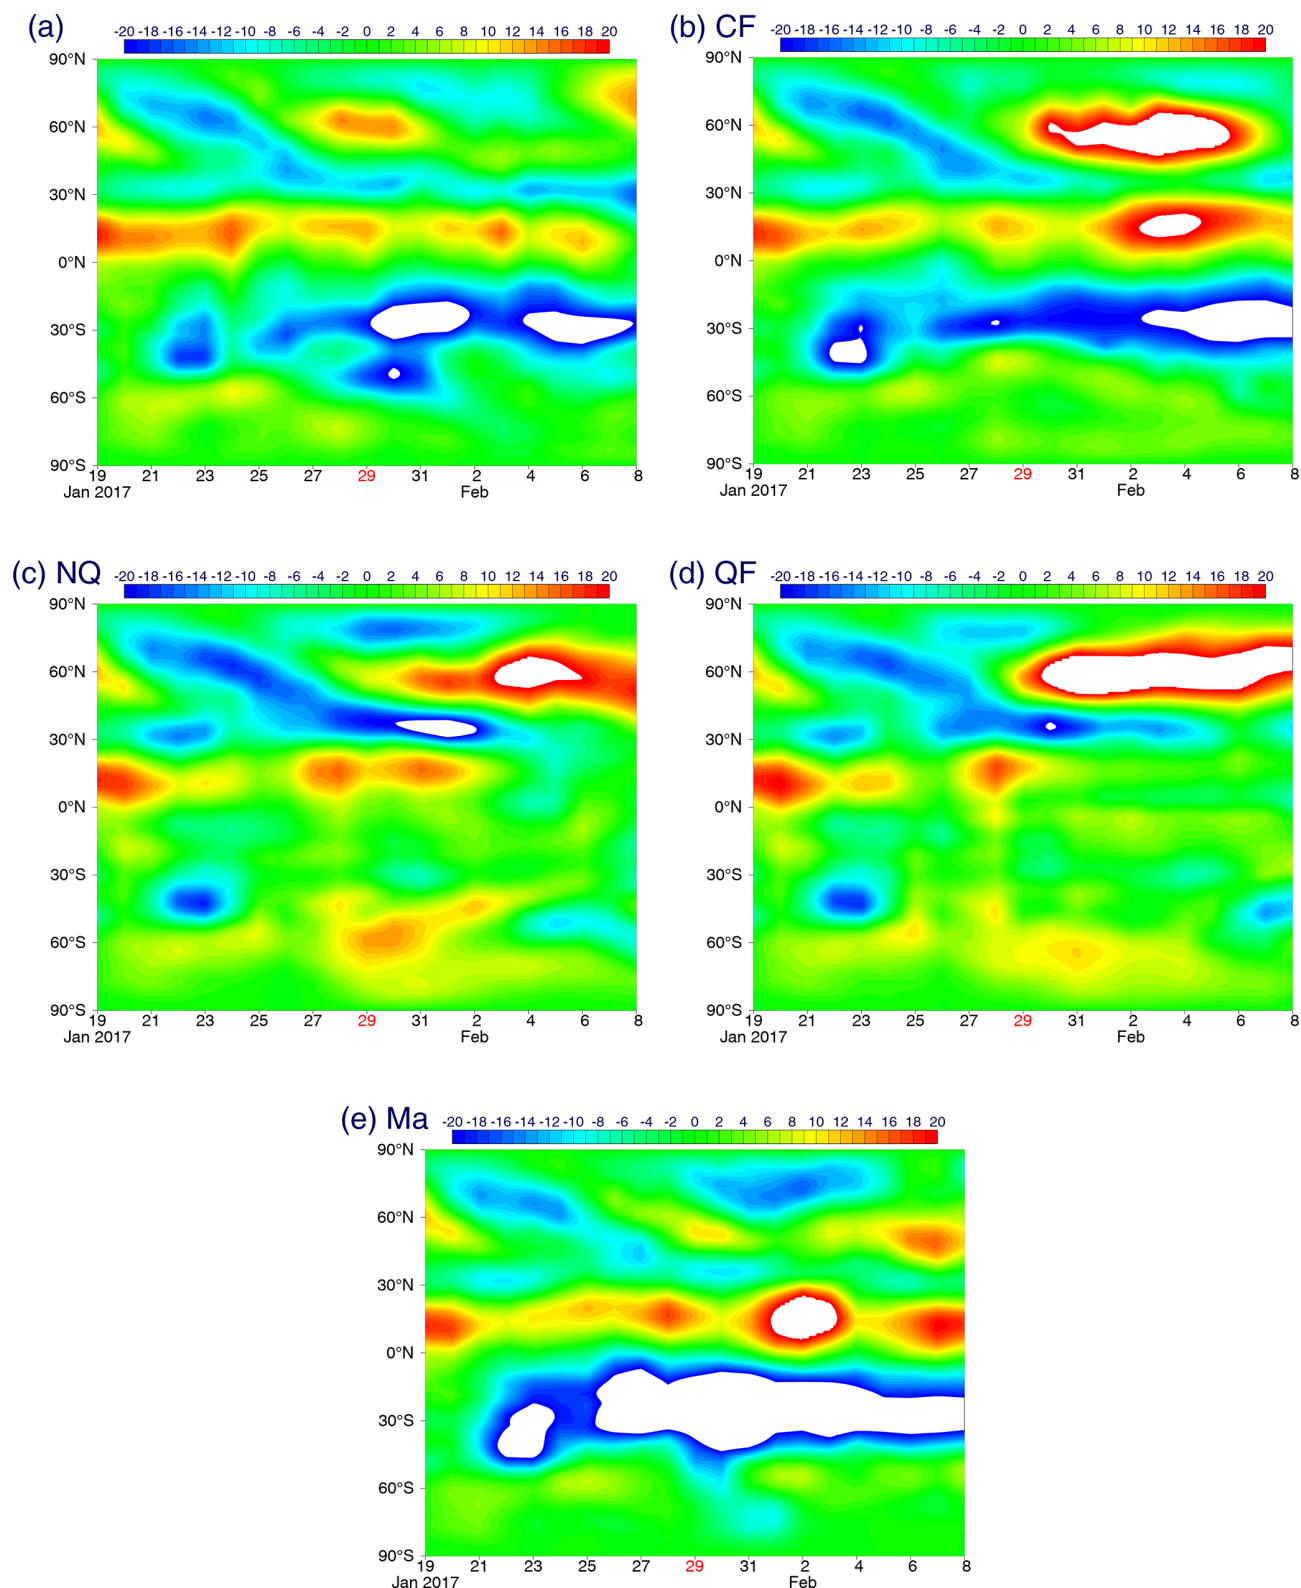 (a)
-20 -18 -16 -14 -12 -10 -8 -6 -4 -2 0 2 4 6 8 10 12 14 16 18 20
90°N
60°N
30°N
0°N
30°S
60°S
90°S
19 21 23 25 27 29 31 2 4 6 8
Jan 2017 Feb
(b) CF
-20 -18 -16 -14 -12 -10 -8 -6 -4 -2 0 2 4 6 8 10 12 14 16 18 20
90°N
60°N
30°N
0°N
30°S
60°S
90°S
19 21 23 25 27 29 31 2 4 6 8
Jan 2017 Feb
(c) NQ
-20 -18 -16 -14 -12 -10 -8 -6 -4 -2 0 2 4 6 8 10 12 14 16 18 20
90°N
60°N
30°N
0°N
30°S
60°S
90°S
19 21 23 25 27 29 31 2 4 6 8
Jan 2017 Feb
(d) QF
-20 -18 -16 -14 -12 -10 -8 -6 -4 -2 0 2 4 6 8 10 12 14 16 18 20
90°N
60°N
30°N
0°N
30°S
60°S
90°S
19 21 23 25 27 29 31 2 4 6 8
Jan 2017 Feb
(e) Ma
-20 -18 -16 -14 -12 -10 -8 -6 -4 -2 0 2 4 6 8 10 12 14 16 18 20
90°N
60°N
30°N
0°N
30°S
60°S
90°S
19 21 23 25 27 29 31 2 4 6 8
Jan 2017 Feb